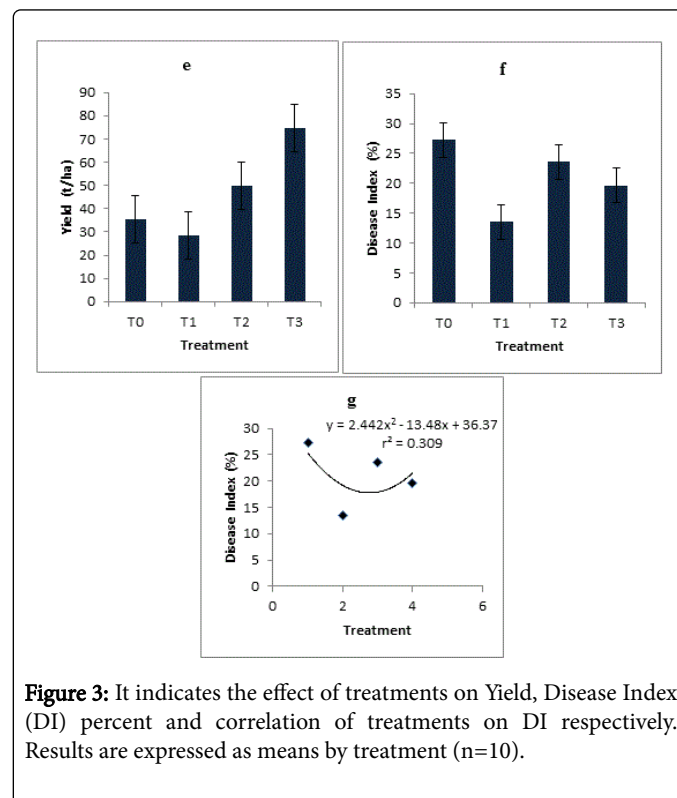 e
90
80
70
60
50
40
30
20
10
0
Yield (t/ha)
T0 T1 T2 T3
Treatment
f
35
30
25
20
15
10
5
0
Disease Index (%)
T0 T1 T2 T3
Treatment
g
y = 2.442x² - 13.48x + 36.37
r² = 0.309
30
25
20
15
10
5
0
Disease Index (%)
0 2 4 6
Treatment
Figure 3: It indicates the effect of treatments on Yield, Disease Index
(DI) percent and correlation of treatments on DI respectively.
Results are expressed as means by treatment (n=10).